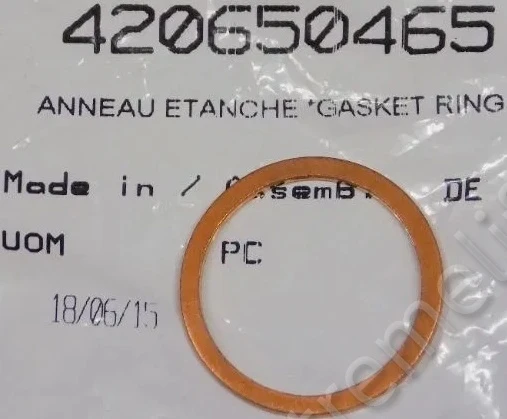 420650465
ANNEAU ETANCHE *GASKET RING
Made in / DE
UOM PC
18/06/15